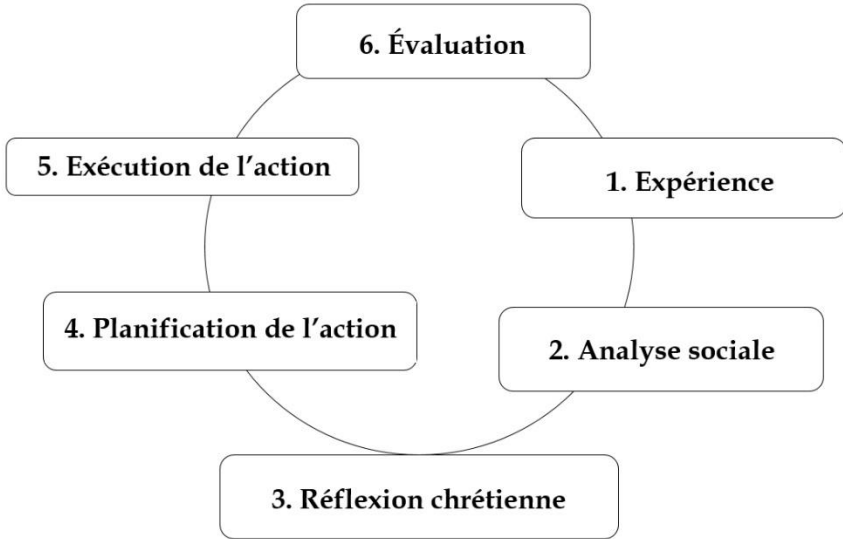 6. Évaluation
5. Exécution de l’action
1. Expérience
4. Planification de l’action
2. Analyse sociale
3. Réflexion chrétienne